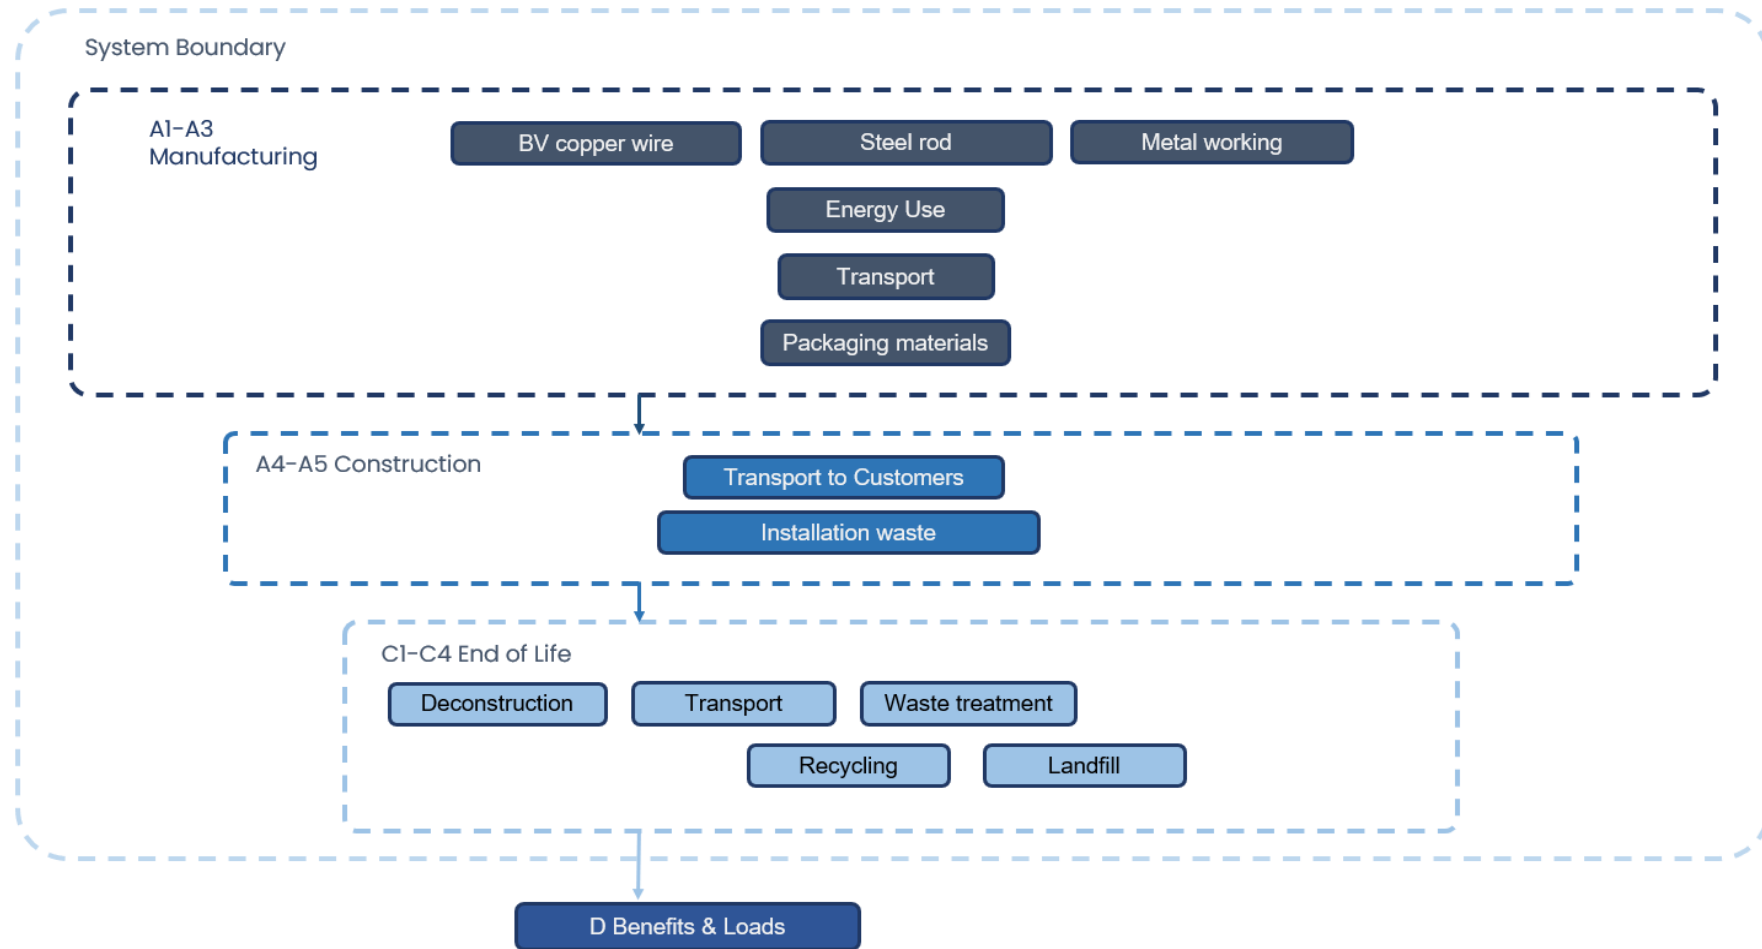 System Boundary
A1-A3
Manufacturing
BV copper wire
Steel rod
Metal working
Energy Use
Transport
Packaging materials
A4-A5 Construction
Transport to Customers
Installation waste
C1-C4 End of Life
Deconstruction
Transport
Waste treatment
Recycling
Landfill
D Benefits & Loads